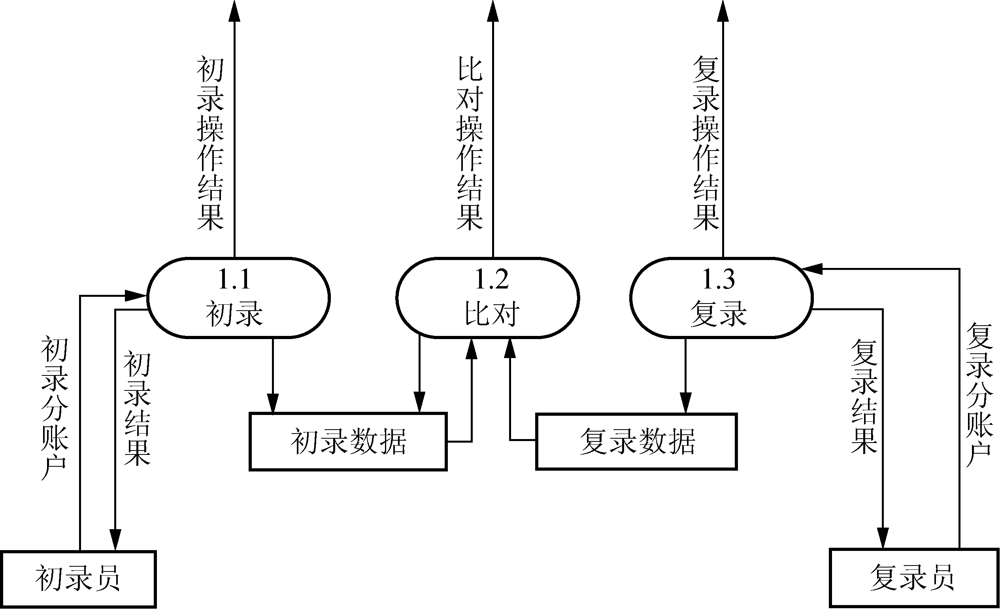 初录操作结果
比对操作结果
复录操作结果
1.1
初录
1.2
比对
1.3
复录
初录分账户
初录结果
复录结果
复录分账户
初录数据
复录数据
初录员
复录员